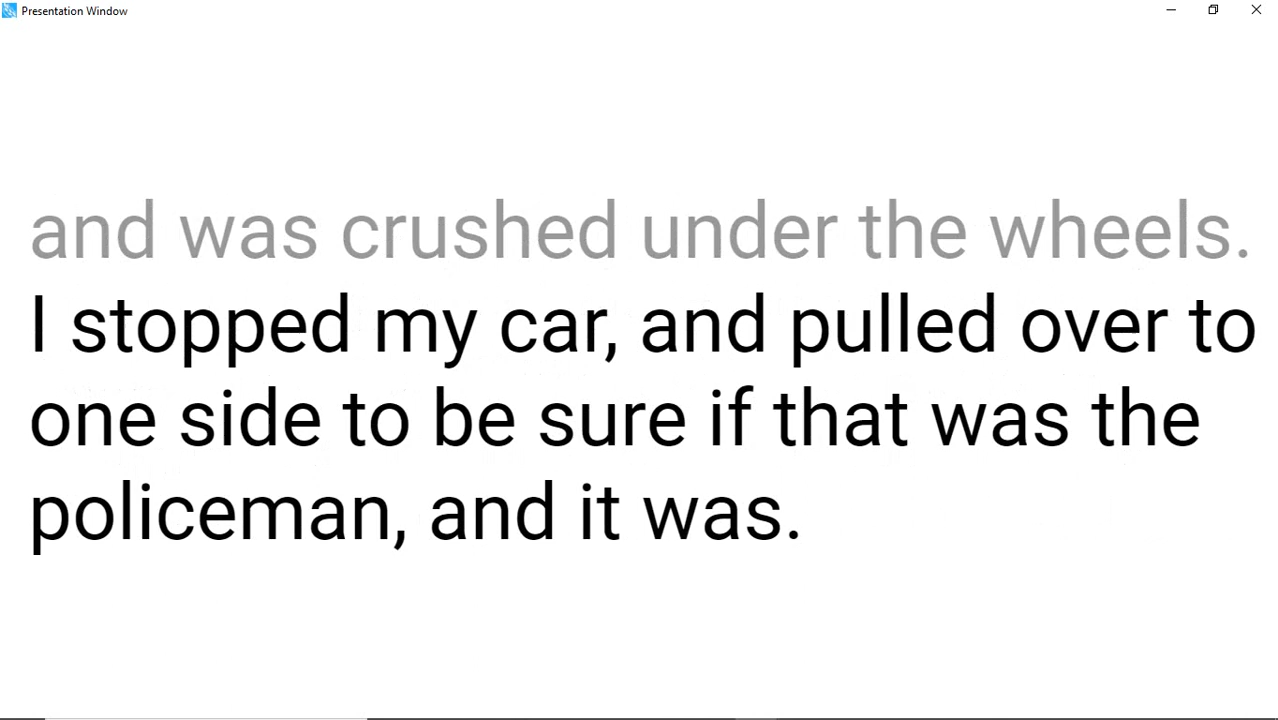 Presentation Window
and was crushed under the wheels.
I stopped my car, and pulled over to
one side to be sure if that was the
policeman, and it was.